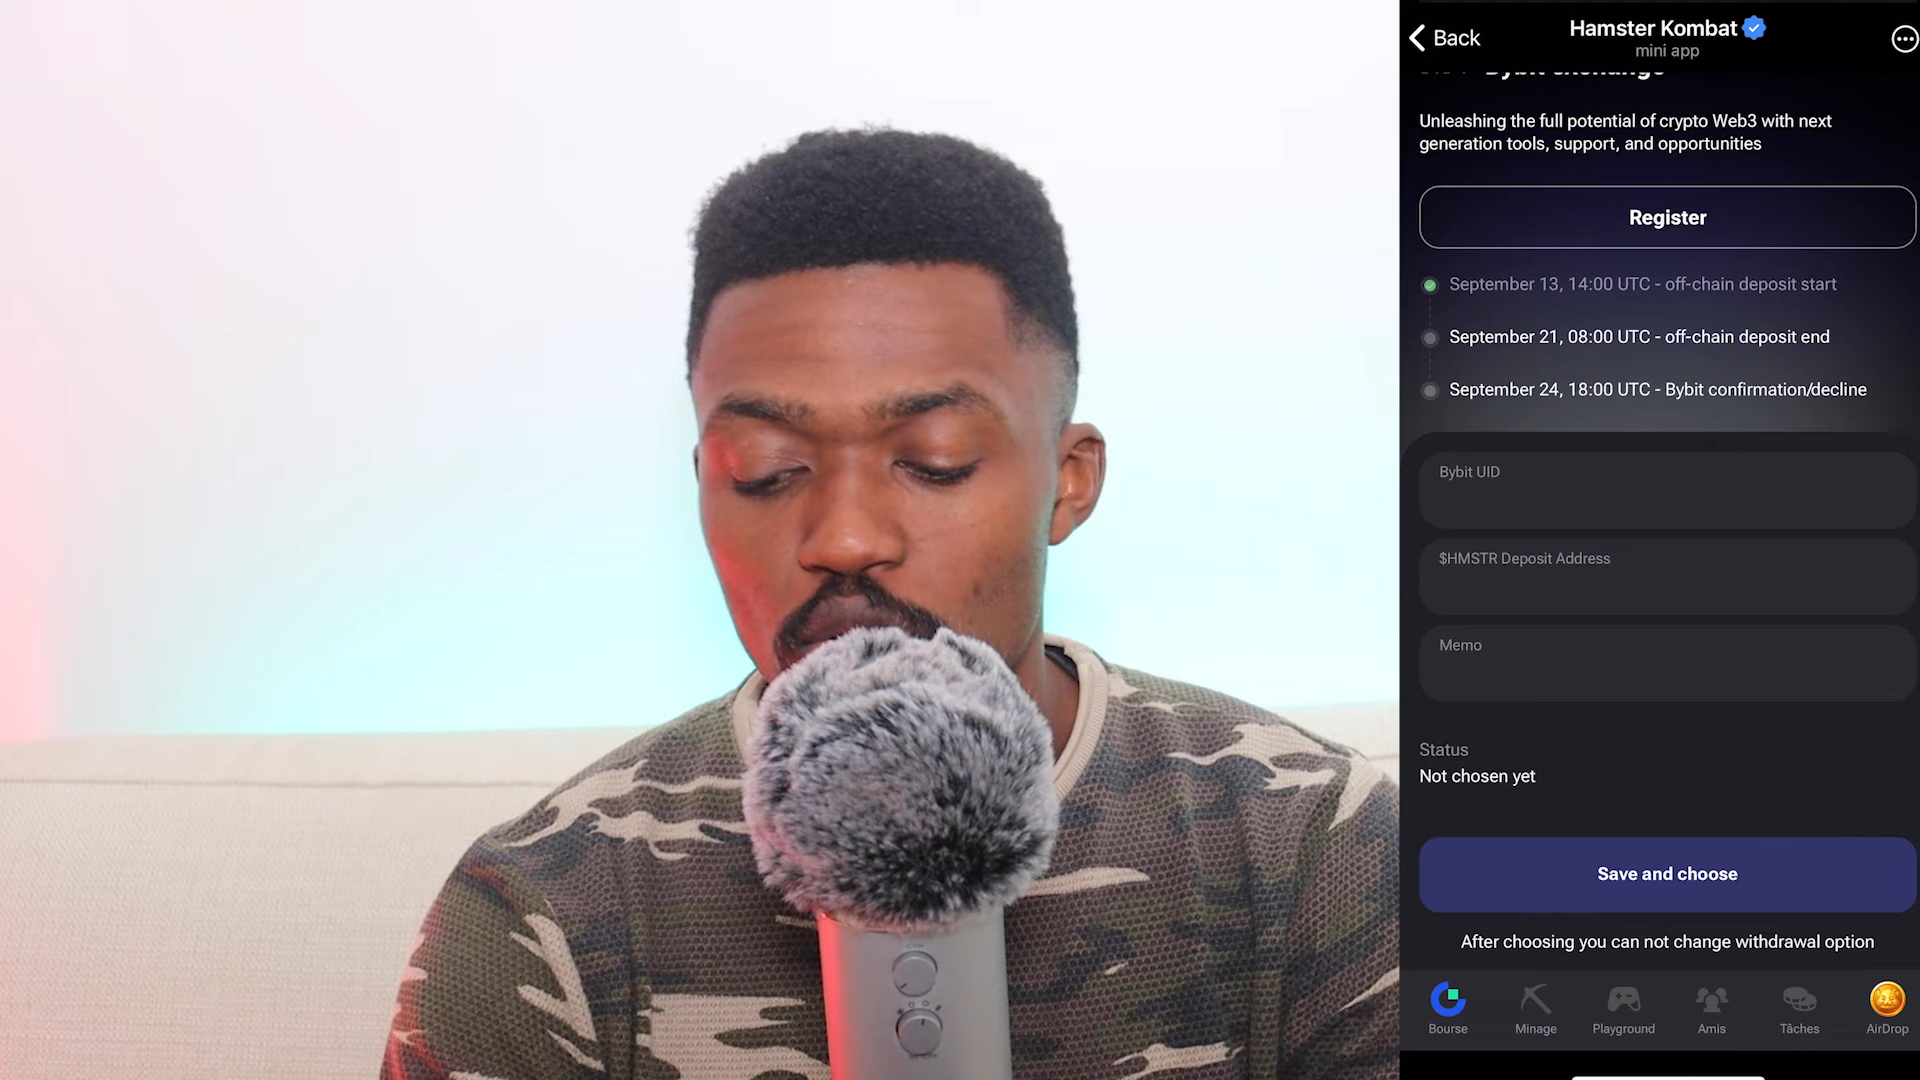 Back
Hamster Kombat
mini app
Bybit exchange
Unleashing the full potential of crypto Web3 with next
generation tools, support, and opportunities
Register
September 13, 14:00 UTC - off-chain deposit start
September 21, 08:00 UTC - off-chain deposit end
September 24, 18:00 UTC - Bybit confirmation/decline
Bybit UID
$HMSTR Deposit Address
Memo
Status
Not chosen yet
Save and choose
After choosing you can not change withdrawal option
Bourse
Minage
Playground
Amis
Tâches
AirDrop